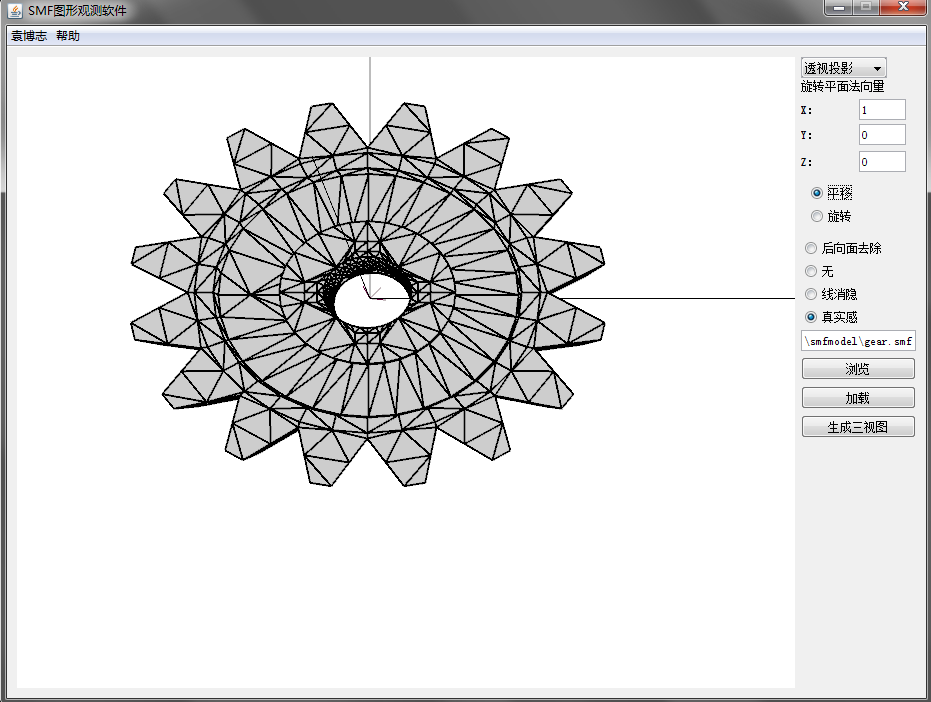 SMF图形观测软件
袁博志 帮助
透视投影
旋转平面法向量
X: 1
Y: 0
Z: 0
平移
旋转
后向面去除
无
线消隐
真实感
\smfmodel\gear.smf
浏览
加载
生成三视图